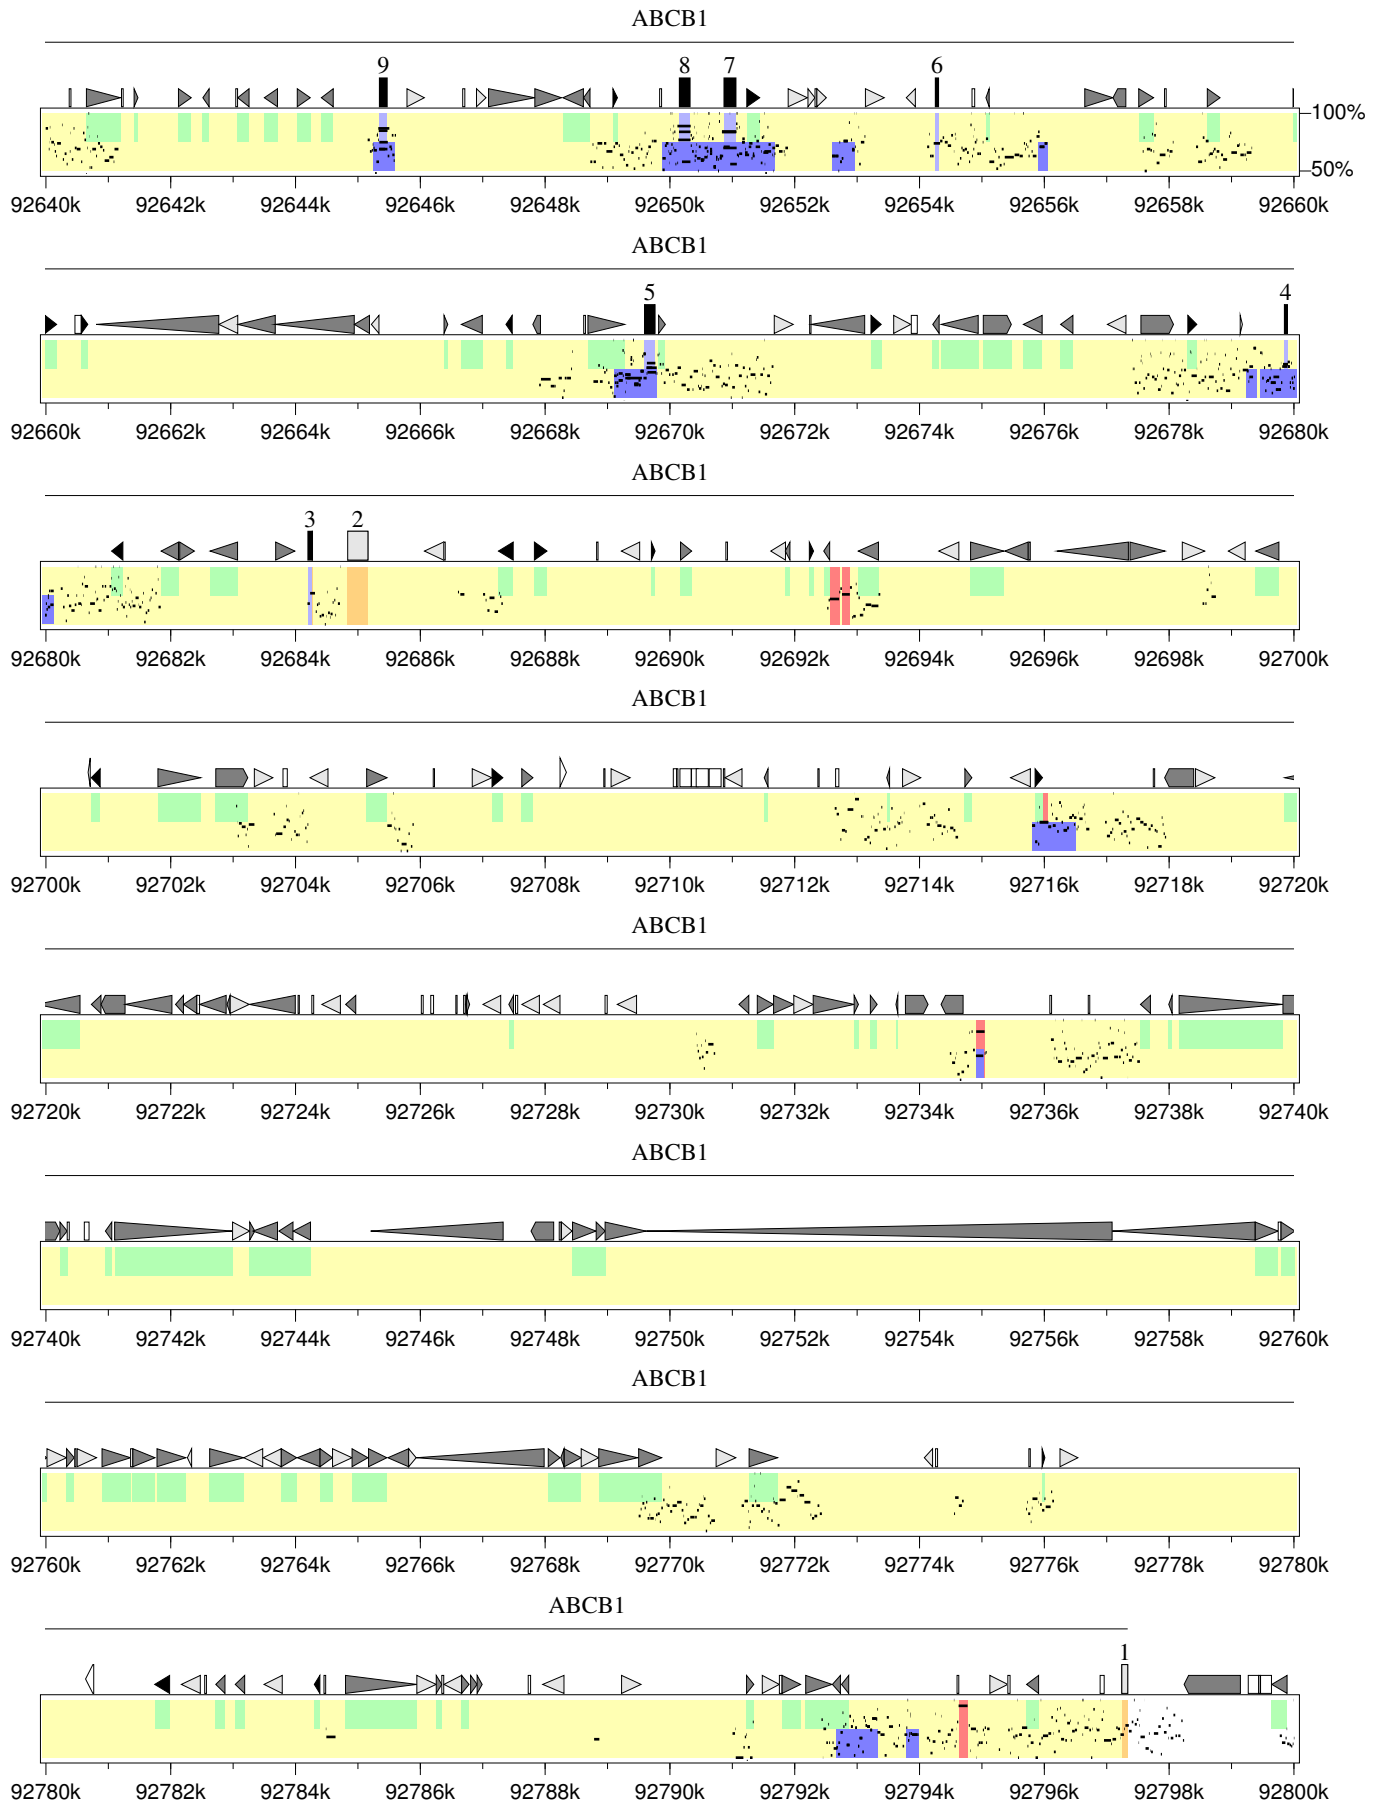 ABCB1
9 8 7 6
100%
50%
92640k 92642k 92644k 92646k 92648k 92650k 92652k 92654k 92656k 92658k 92660k
ABCB1
5 4
92660k 92662k 92664k 92666k 92668k 92670k 92672k 92674k 92676k 92678k 92680k
ABCB1
3 2
92680k 92682k 92684k 92686k 92688k 92690k 92692k 92694k 92696k 92698k 92700k
ABCB1
92700k 92702k 92704k 92706k 92708k 92710k 92712k 92714k 92716k 92718k 92720k
ABCB1
92720k 92722k 92724k 92726k 92728k 92730k 92732k 92734k 92736k 92738k 92740k
ABCB1
92740k 92742k 92744k 92746k 92748k 92750k 92752k 92754k 92756k 92758k 92760k
ABCB1
92760k 92762k 92764k 92766k 92768k 92770k 92772k 92774k 92776k 92778k 92780k
ABCB1
1
92780k 92782k 92784k 92786k 92788k 92790k 92792k 92794k 92796k 92798k 92800k